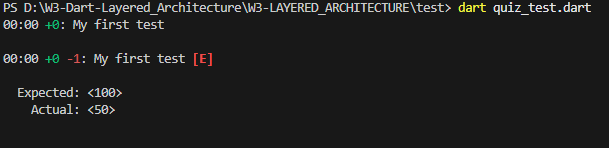 PS D:\W3-Dart-Layered_Architecture\W3-LAYERED_ARCHITECTURE\test> dart quiz_test.dart
00:00 +0: My first test
00:00 +0 -1: My first test [E]
Expected: <100>
Actual: <50>